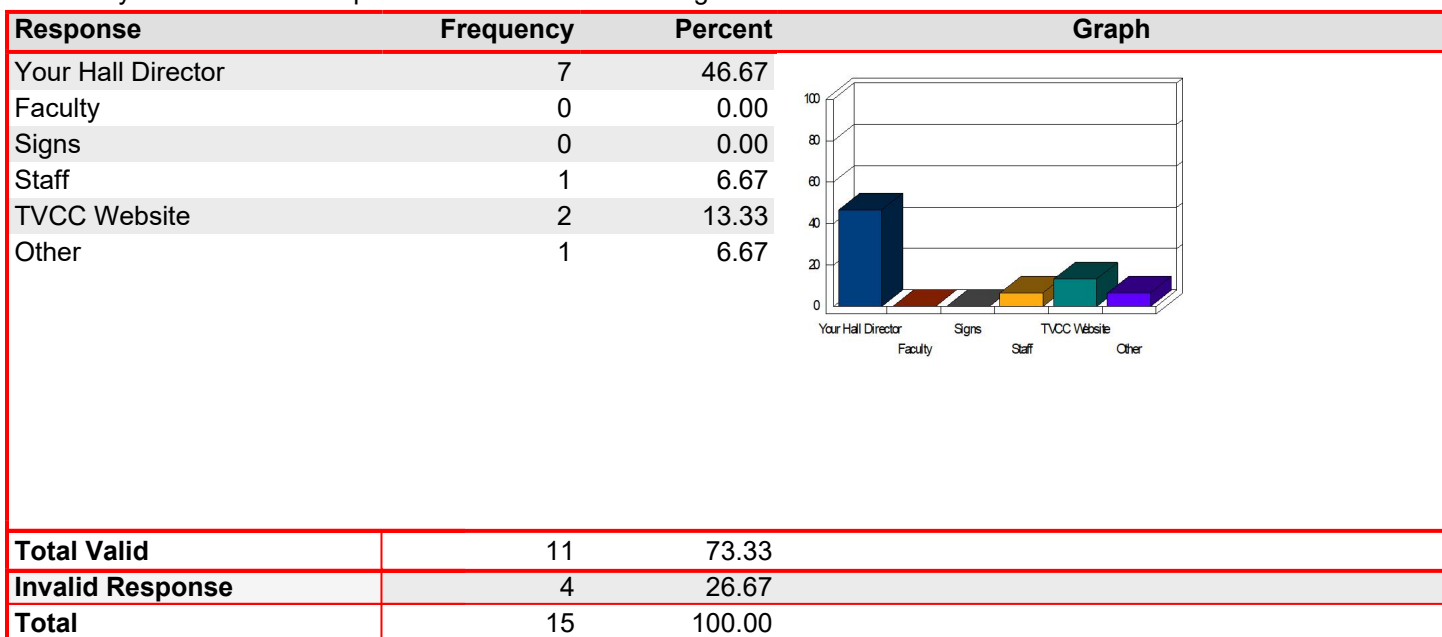 Response Frequency Percent Graph
Your Hall Director 7 46.67
Faculty 0 0.00
Signs 0 0.00
Staff 1 6.67
TVCC Website 2 13.33
Other 1 6.67
100
80
60
40
20
0
Your Hall Director Signs TVCC Website
Faculty Staff Other
Total Valid 11 73.33
Invalid Response 4 26.67
Total 15 100.00